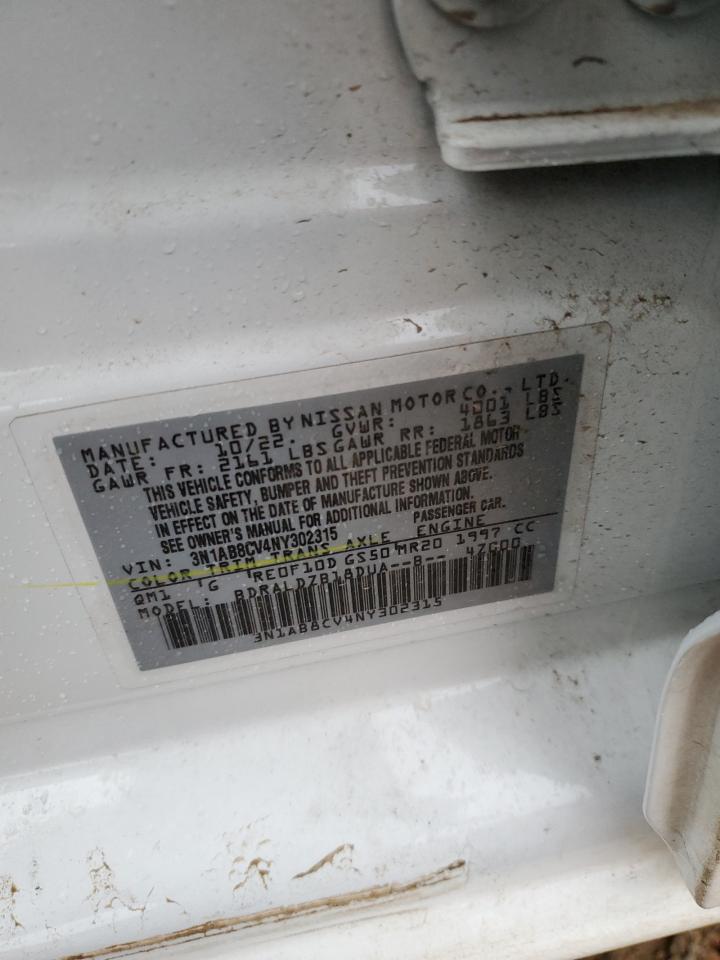 MANUFACTURED BY NISSAN MOTOR CO., LTD.
DATE: 10/22. GVWR: 4001 LBS
GAWR FR: 2161 LBS GAWR RR: 1863 LBS
THIS VEHICLE CONFORMS TO ALL APPLICABLE FEDERAL MOTOR
VEHICLE SAFETY, BUMPER AND THEFT PREVENTION STANDARDS
IN EFFECT ON THE DATE OF MANUFACTURE SHOWN ABOVE.
SEE OWNER'S MANUAL FOR ADDITIONAL INFORMATION.
VIN: 3N1AB8CV4NY302315 PASSENGER CAR.
COLOR TRIM TRANS AXLE ENGINE
QM1 G RE0F10D GS50 MR20 1997 CC
MODEL: BDRALDZB18DUA--B-- 4ZG00
3N1AB8CV4NY302315